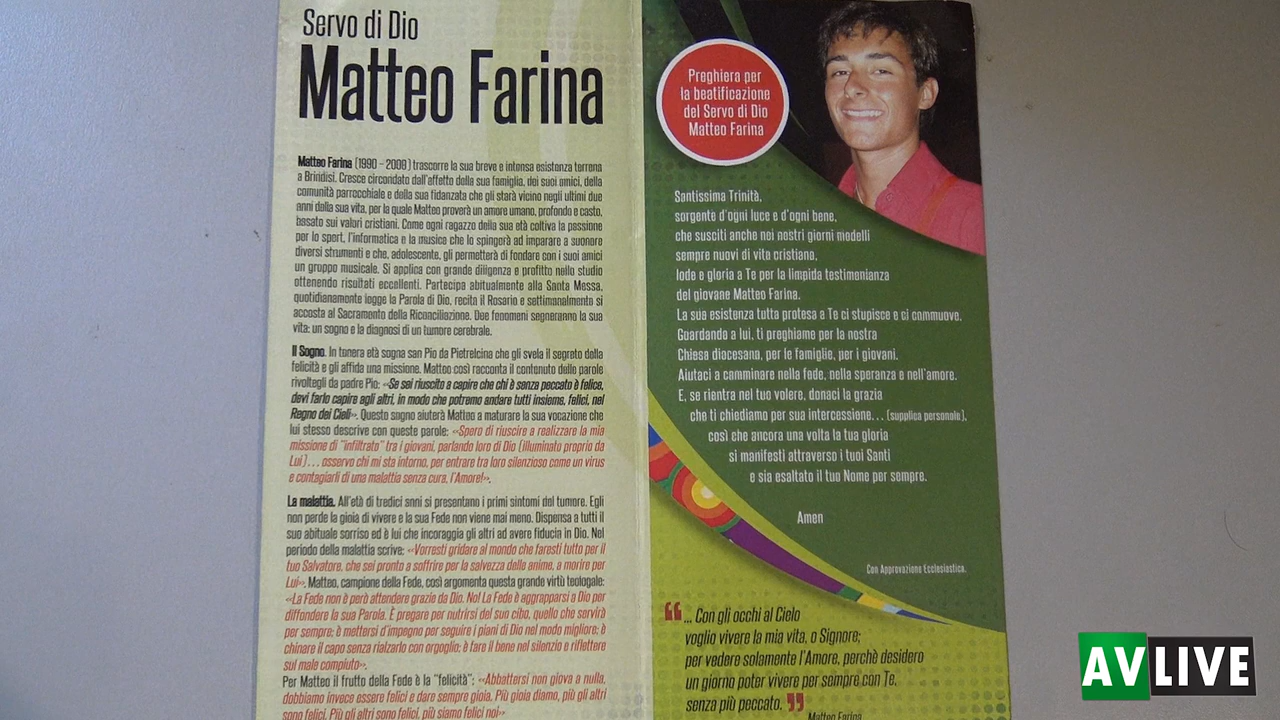 Servo di Dio
Matteo Farina
Matteo Farina (1990 – 2008) trascorre la sua breve e intensa esistenza terrena
a Brindisi. Cresce circondato dall'affetto della sua famiglia, dei suoi amici, della
comunità parrocchiale e della sua fidanzata che gli starà vicino negli ultimi due
anni della sua vita, per la quale Matteo proverà un amore umano, profondo e casto,
basato sui valori cristiani. Come ogni ragazzo della sua età coltiva la passione
per lo sport, l'informatica e la musica che lo spingerà ad imparare a suonare
diversi strumenti e che, adolescente, gli permetterà di fondare con i suoi amici
un gruppo musicale. Si applica con grande diligenza e profitto nello studio
ottenendo risultati eccellenti. Partecipa abitualmente alla Santa Messa,
quotidianamente legge la Parola di Dio, recita il Rosario e settimanalmente si
accosta al Sacramento della Riconciliazione. Due fenomeni segneranno la sua
vita: un sogno e la diagnosi di un tumore cerebrale.
Il Sogno. In tenera età sogna san Pio da Pietrelcina che gli svela il segreto della
felicità e gli affida una missione. Matteo così racconta il contenuto delle parole
rivoltegli da padre Pio: «Se sei riuscito a capire che chi è senza peccato è felice,
devi farlo capire agli altri, in modo che potremo andare tutti insieme, felici, nel
Regno dei Cieli». Questo sogno aiuterà Matteo a maturare la sua vocazione che
lui stesso descrive con queste parole: «Spero di riuscire a realizzare la mia
missione di "infiltrato" tra i giovani, parlando loro di Dio (illuminato proprio da
Lui)... osservo chi mi sta intorno, per entrare tra loro silenzioso come un virus
e contagiarli di una malattia senza cura, l'Amore!».
La malattia. All'età di tredici anni si presentano i primi sintomi del tumore. Egli
non perde la gioia di vivere e la sua Fede non viene mai meno. Dispensa a tutti il
suo abituale sorriso ed è lui che incoraggia gli altri ad avere fiducia in Dio. Nel
periodo della malattia scrive: «Vorresti gridare al mondo che faresti tutto per il
tuo Salvatore, che sei pronto a soffrire per la salvezza delle anime, a morire per
Lui». Matteo, campione della Fede, così argomenta questa grande virtù teologale:
«La Fede non è però attendere grazie da Dio. No! La Fede è aggrapparsi a Dio per
diffondere la sua Parola. È pregare per nutrirsi del suo cibo, quello che servirà
per sempre; è mettersi d'impegno per seguire i piani di Dio nel modo migliore; è
chinare il capo senza rialzarlo con orgoglio; è fare il bene nel silenzio e riflettere
sul male compiuto».
Per Matteo il frutto della Fede è la "felicità": «Abbattersi non giova a nulla,
dobbiamo invece essere felici e dare sempre gioia. Più gioia diamo, più gli altri
sono felici. Più gli altri sono felici, più siamo felici noi»
Preghiera per
la beatificazione
del Servo di Dio
Matteo Farina
Santissima Trinità,
sorgente d'ogni luce e d'ogni bene,
che susciti anche nei nostri giorni modelli
sempre nuovi di vita cristiana,
lode e gloria a Te per la limpida testimonianza
del giovane Matteo Farina.
La sua esistenza tutta protesa a Te ci stupisce e ci commuove.
Guardando a lui, ti preghiamo per la nostra
Chiesa diocesana, per le famiglie, per i giovani.
Aiutaci a camminare nella fede, nella speranza e nell'amore.
E, se rientra nel tuo volere, donaci la grazia
che ti chiediamo per sua intercessione... (supplica personale),
così che ancora una volta la tua gloria
si manifesti attraverso i tuoi Santi
e sia esaltato il tuo Nome per sempre.
Amen
Con Approvazione Ecclesiastica.
"... Con gli occhi al Cielo
voglio vivere la mia vita, o Signore;
per vedere solamente l'Amore, perchè desidero
un giorno poter vivere per sempre con Te,
senza più peccato. "
Matteo Farina
AVLIVE